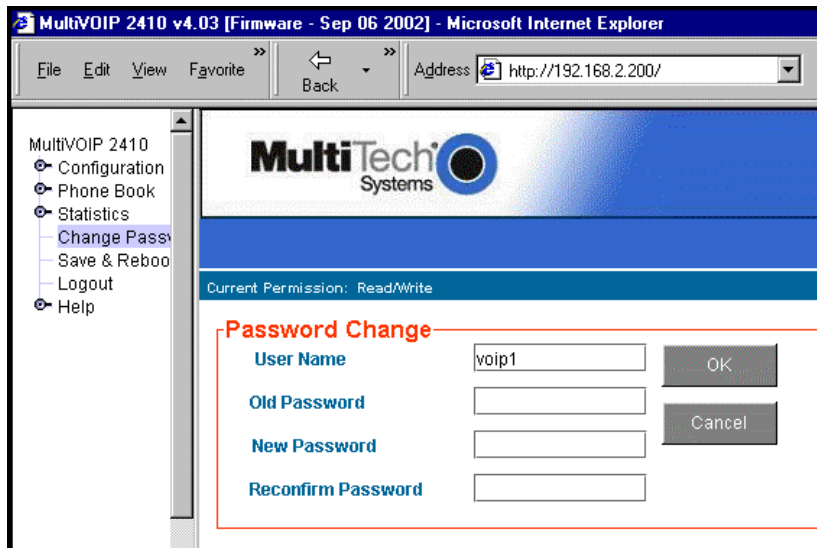 MultiVOIP 2410 v4.03 [Firmware - Sep 06 2002] - Microsoft Internet Explorer
File Edit View Favorite » Back » Address http://192.168.2.200/
MultiVOIP 2410
Configuration
Phone Book
Statistics
Change Passw
Save & Reboo
Logout
Help
MultiTech
Systems
Current Permission: Read/Write
Password Change
User Name voip1 OK
Old Password
Cancel
New Password
Reconfirm Password